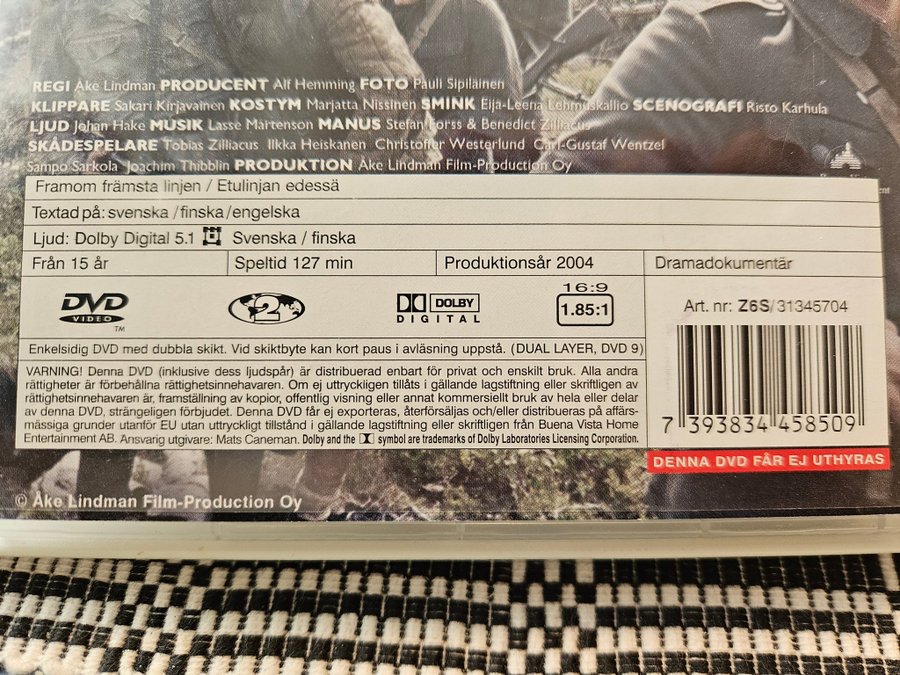 REGI Åke Lindman PRODUCENT Alf Hemming FOTO Pauli Sipiläinen
KLIPPARE Sakari Kirjavainen KOSTYM Marjatta Nissinen SMINK Eija-Leena Lehmuskallio SCENOGRAFI Risto Karhula
LJUD Johan Hake MUSIK Lasse Mårtenson MANUS Stefan Forss & Benedict Zilliacus
SKÅDESPELARE Tobias Zilliacus Ilkka Heiskanen Christoffer Westerlund Carl-Gustaf Wentzel
Sampo Sarkola Joachim Thibblin PRODUKTION Åke Lindman Film-Production Oy
Framom främsta linjen / Etulinjan edessä
Textad på: svenska /finska/engelska
Ljud: Dolby Digital 5.1 Svenska / finska
Från 15 år Speltid 127 min Produktionsår 2004 Dramadokumentär
DVD VIDEO TM 2 DOLBY DIGITAL 16:9 1.85:1
Art. nr: Z6S/31345704
Enkelsidig DVD med dubbla skikt. Vid skiktbyte kan kort paus i avläsning uppstå. (DUAL LAYER, DVD 9)
VARNING! Denna DVD (inklusive dess ljudspår) är distribuerad enbart för privat och enskilt bruk. Alla andra
rättigheter är förbehållna rättighetsinnehavaren. Om ej uttryckligen tillåts i gällande lagstiftning eller skriftligen av
rättighetsinnehavaren är, framställning av kopior, offentlig visning eller annat kommersiellt bruk av hela eller delar
av denna DVD, strängeligen förbjudet. Denna DVD får ej exporteras, återförsäljas och/eller distribueras på affärs-
mässiga grunder utanför EU utan uttryckligt tillstånd i gällande lagstiftning eller skriftligen från Buena Vista Home
Entertainment AB. Ansvarig utgivare: Mats Caneman. Dolby and the symbol are trademarks of Dolby Laboratories Licensing Corporation.
7 393834 458509
DENNA DVD FÅR EJ UTHYRAS
© Åke Lindman Film-Production Oy